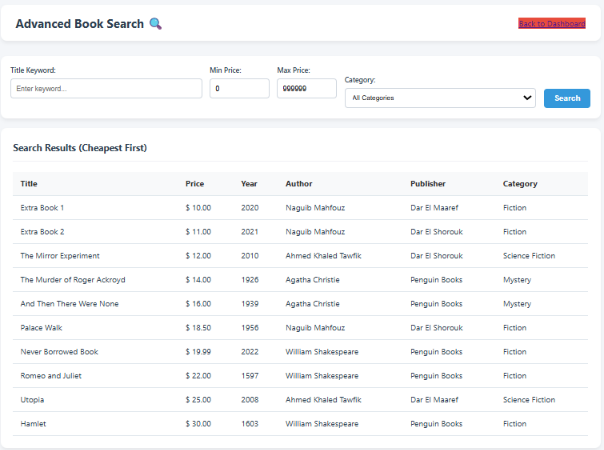 Advanced Book Search
Back to Dashboard
Title Keyword:
Min Price:
Max Price:
Category:
Enter keyword...
0
999999
All Categories
Search
Search Results (Cheapest First)
Title Price Year Author Publisher Category
Extra Book 1 $ 10.00 2020 Naguib Mahfouz Dar El Maaref Fiction
Extra Book 2 $ 11.00 2021 Naguib Mahfouz Dar El Shorouk Fiction
The Mirror Experiment $ 12.00 2010 Ahmed Khaled Tawfik Dar El Shorouk Science Fiction
The Murder of Roger Ackroyd $ 14.00 1926 Agatha Christie Penguin Books Mystery
And Then There Were None $ 16.00 1939 Agatha Christie Penguin Books Mystery
Palace Walk $ 18.50 1956 Naguib Mahfouz Dar El Shorouk Fiction
Never Borrowed Book $ 19.99 2022 William Shakespeare Penguin Books Fiction
Romeo and Juliet $ 22.00 1597 William Shakespeare Penguin Books Fiction
Utopia $ 25.00 2008 Ahmed Khaled Tawfik Dar El Maaref Science Fiction
Hamlet $ 30.00 1603 William Shakespeare Penguin Books Fiction